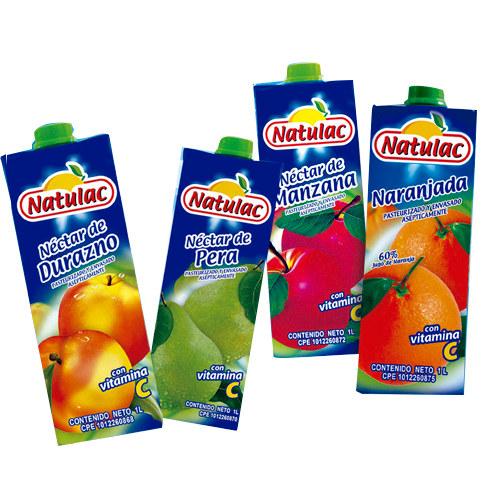 Natulac
Néctar de
Durazno
PASTEURIZADO Y ENVASADO
ASEPTICAMENTE
con
vitamina
C
CONTENIDO NETO 1L
CPE 1012260868
Natulac
Néctar de
Pera
PASTEURIZADO Y ENVASADO
ASEPTICAMENTE
con
vitamina
C
CONTENIDO NETO 1L
CPE 1012260870
Natulac
Néctar de
Manzana
PASTEURIZADO Y ENVASADO
ASEPTICAMENTE
con
vitamina
C
CONTENIDO NETO 1L
CPE 1012260872
Natulac
Naranjada
PASTEURIZADO Y ENVASADO
ASEPTICAMENTE
60%
Jugo de Naranja
con
vitamina
C
CONTENIDO NETO 1L
CPE 1012260875